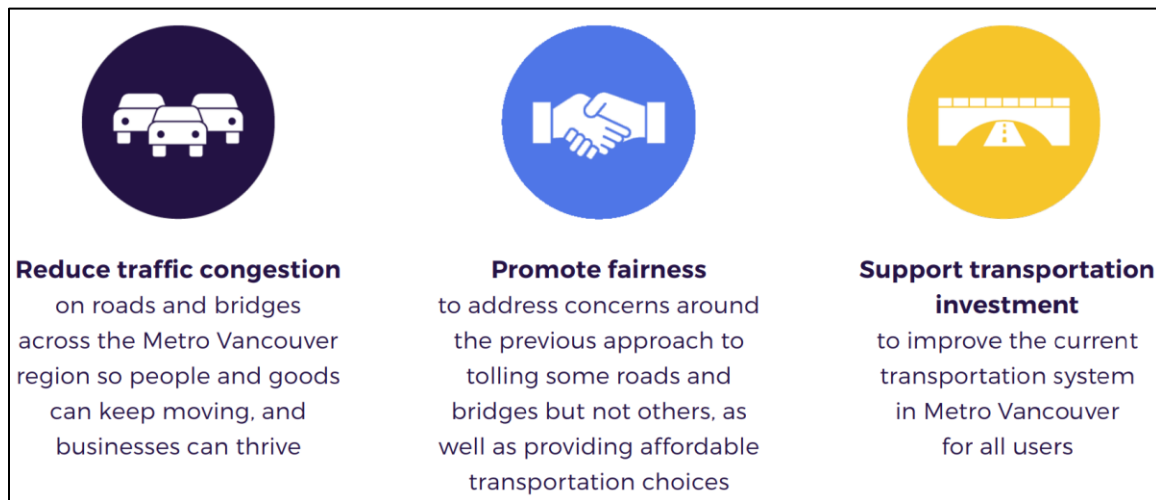 Reduce traffic congestion
on roads and bridges
across the Metro Vancouver
region so people and goods
can keep moving, and
businesses can thrive
Promote fairness
to address concerns around
the previous approach to
tolling some roads and
bridges but not others, as
well as providing affordable
transportation choices
Support transportation
investment
to improve the current
transportation system
in Metro Vancouver
for all users